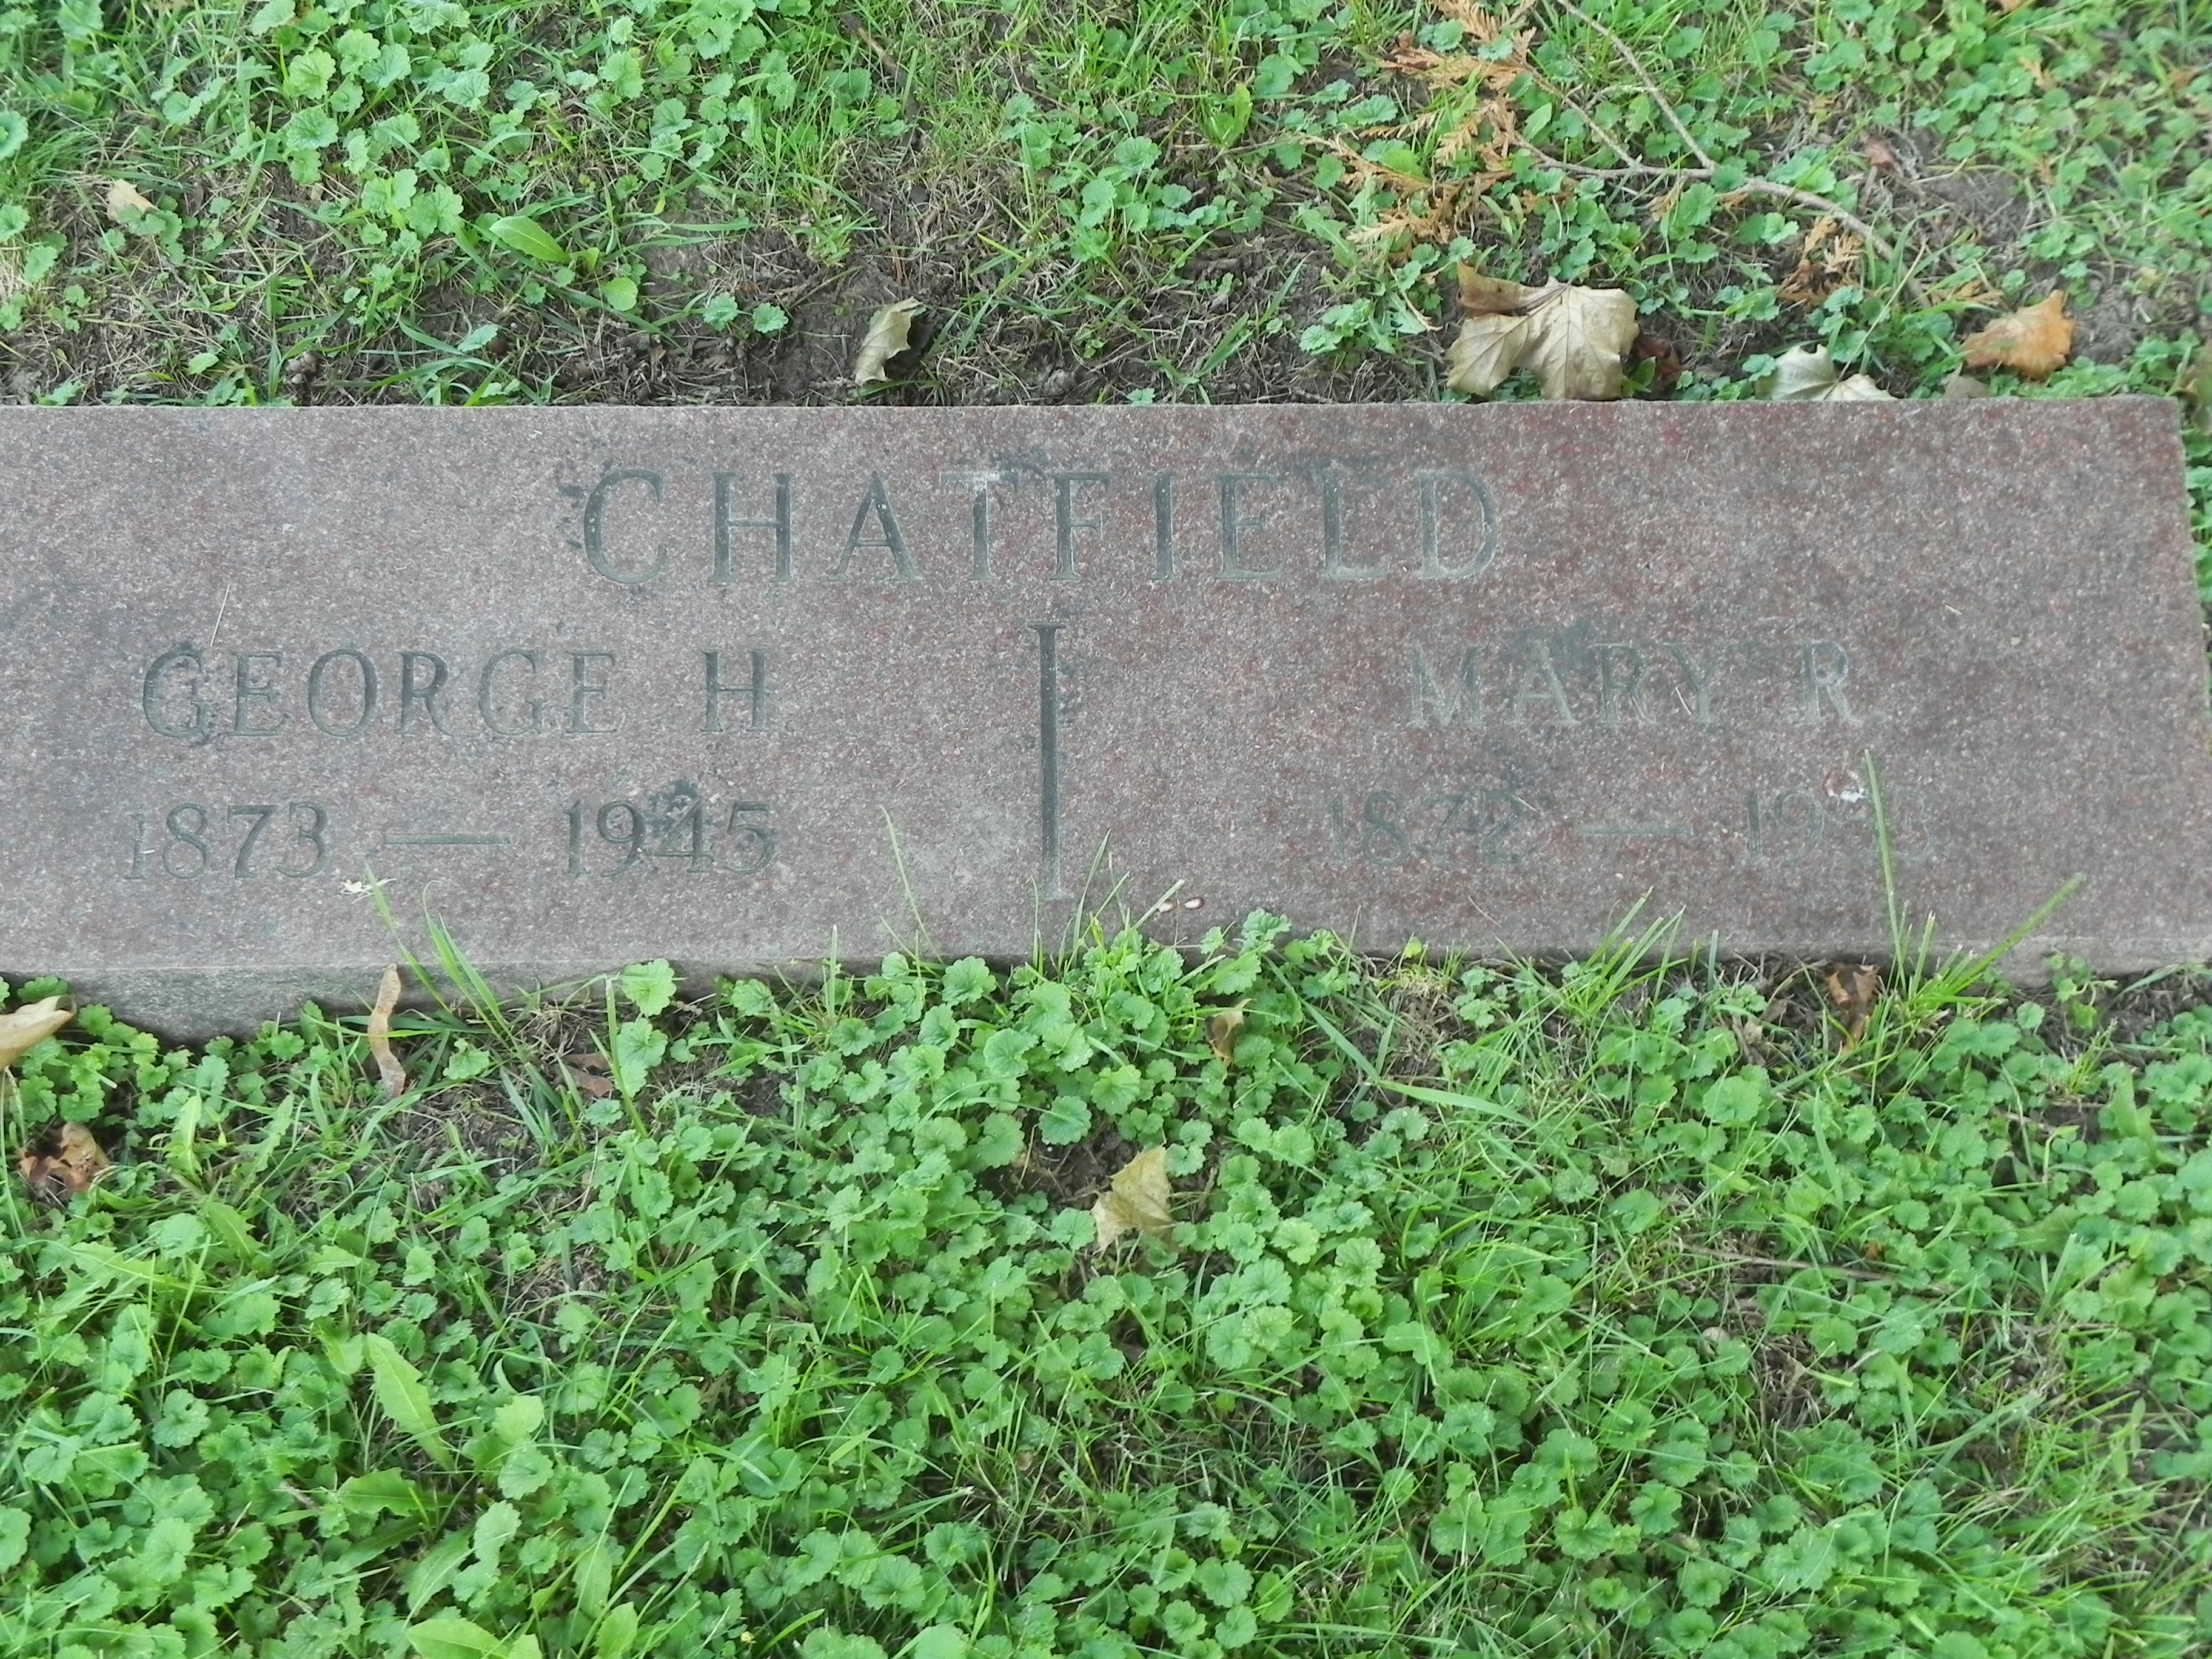 CHATFIELD
GEORGE H.
1873 — 1945
MARY R.
1872 —